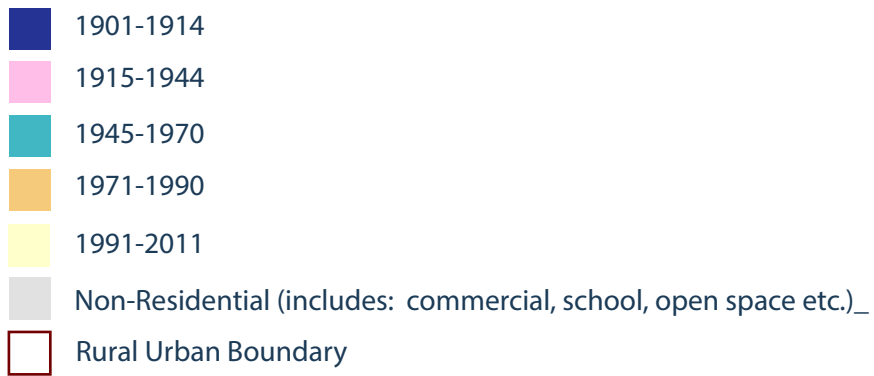 1901-1914
1915-1944
1945-1970
1971-1990
1991-2011
Non-Residential (includes:  commercial, school, open space etc.)_
Rural Urban Boundary